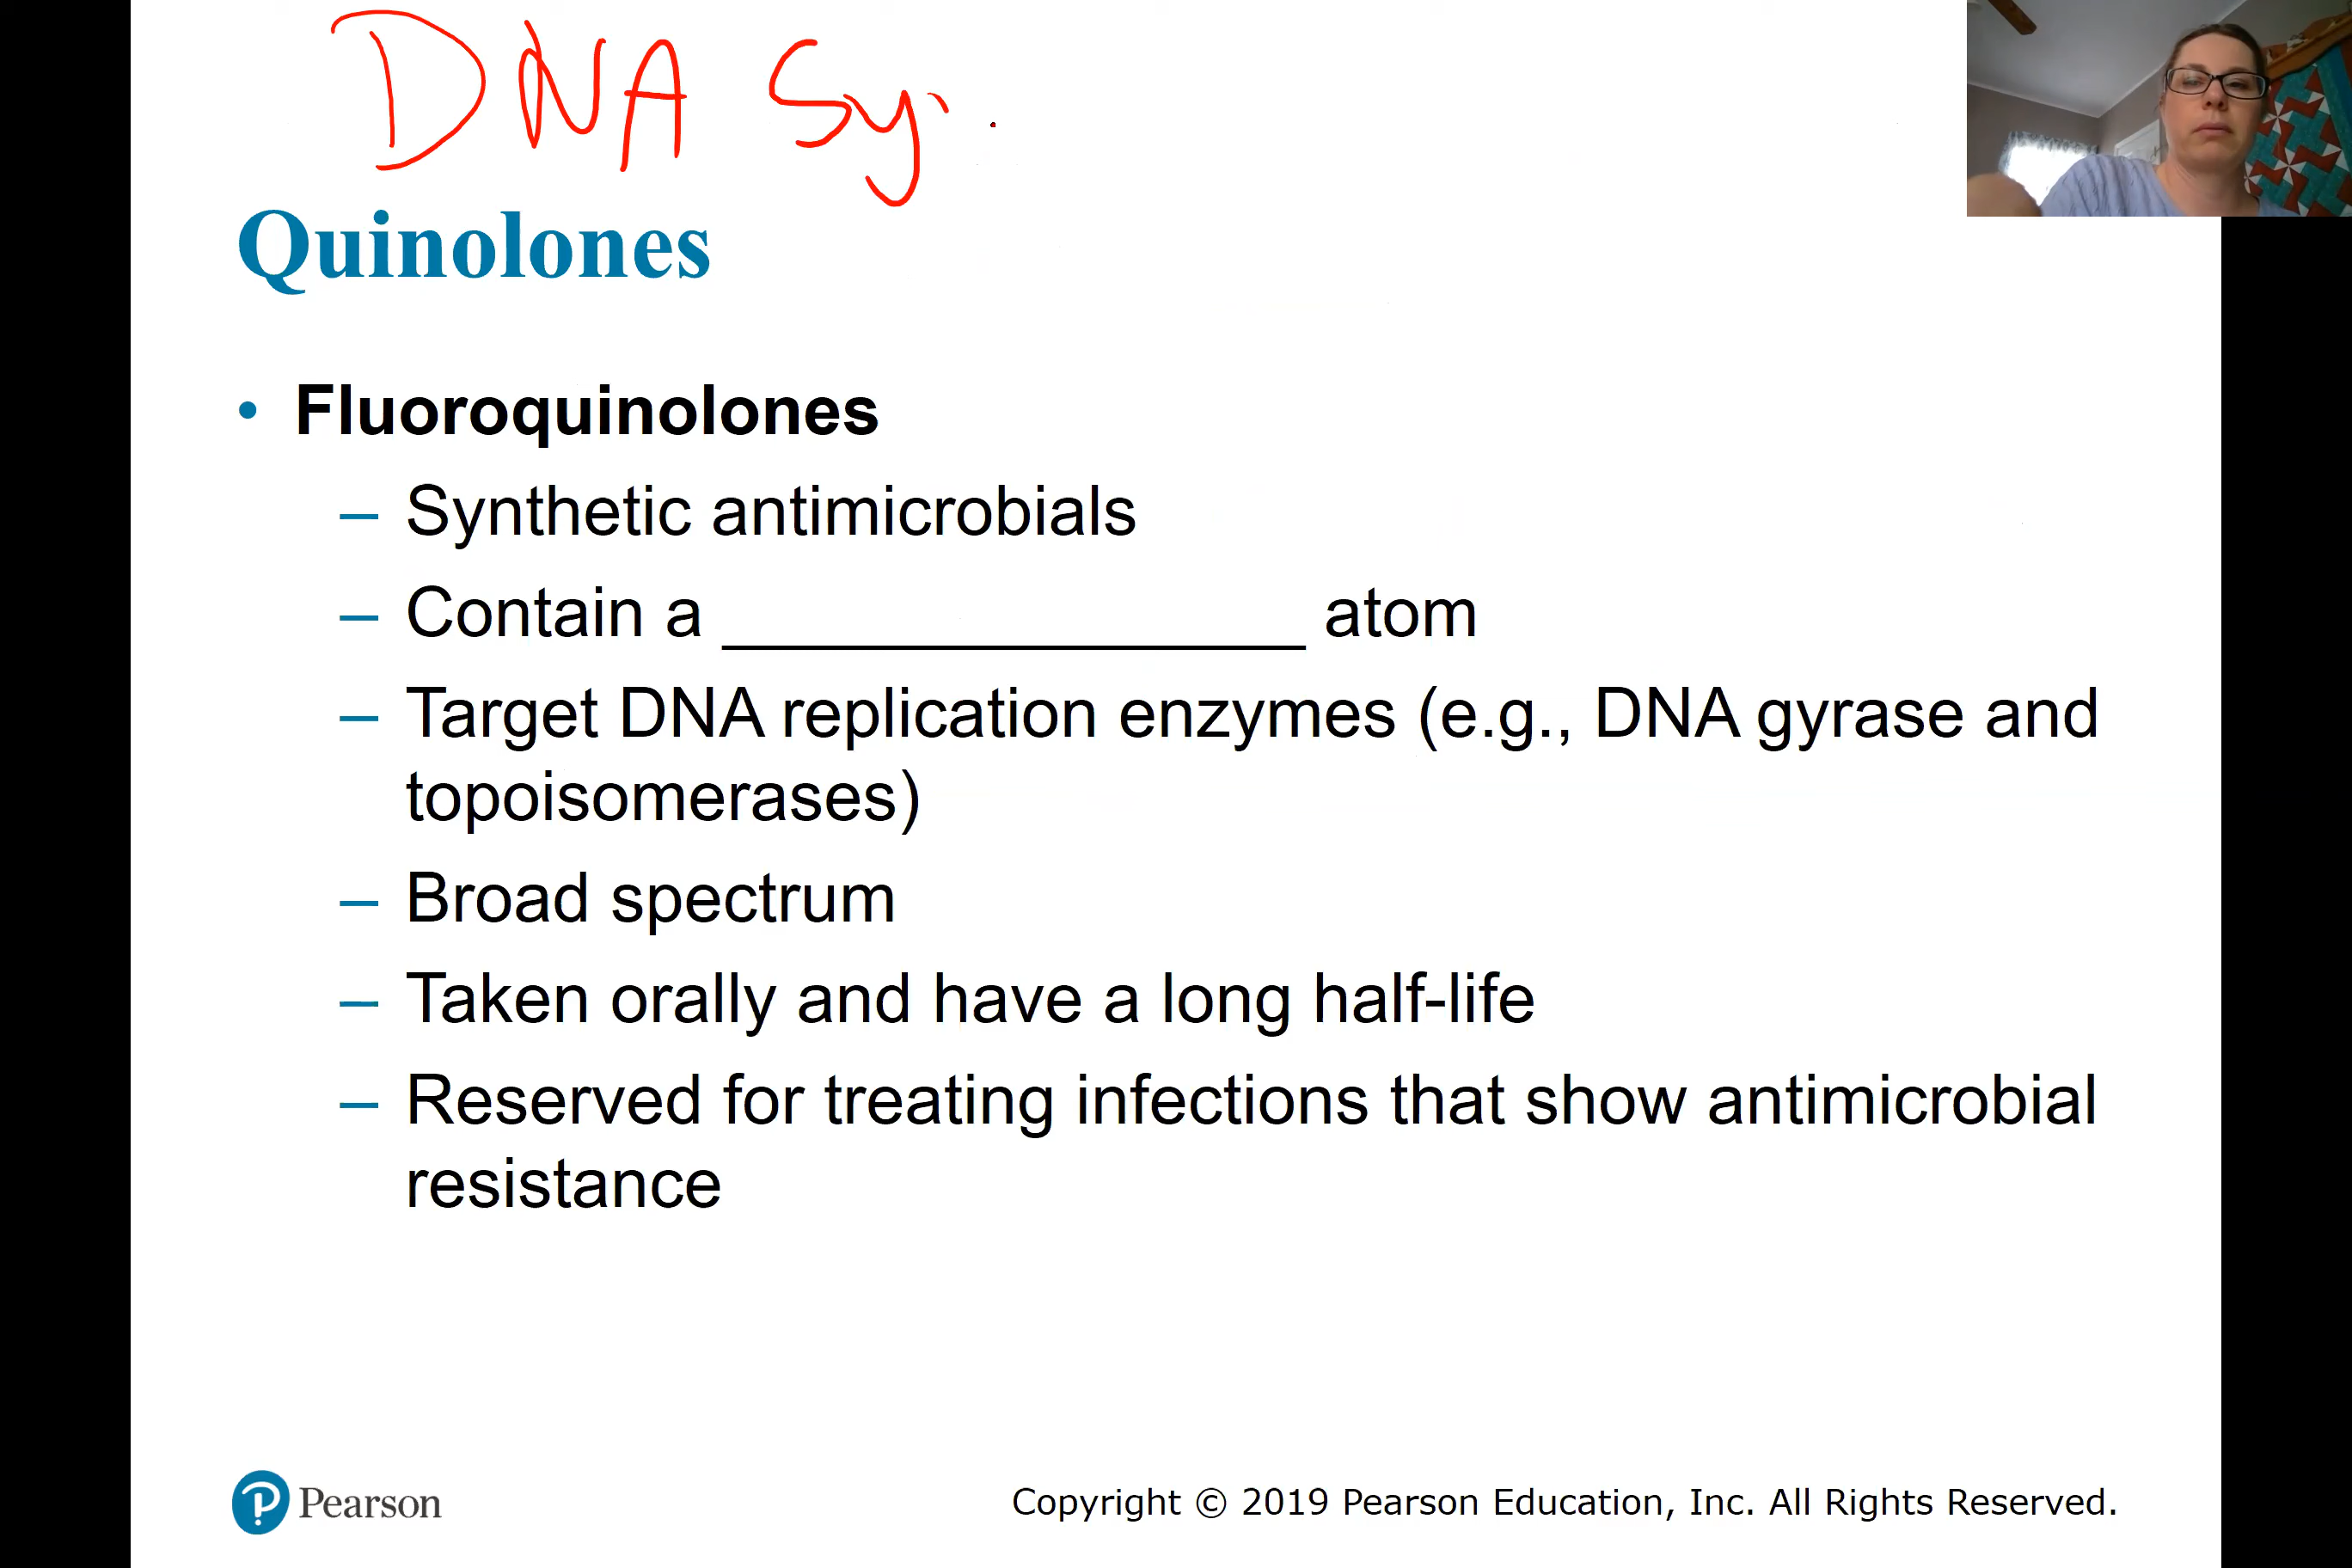 DNA Sy
Quinolones
• Fluoroquinolones
– Synthetic antimicrobials
– Contain a _________________ atom
– Target DNA replication enzymes (e.g., DNA gyrase and
topoisomerases)
– Broad spectrum
– Taken orally and have a long half-life
– Reserved for treating infections that show antimicrobial
resistance
Pearson
Copyright © 2019 Pearson Education, Inc. All Rights Reserved.